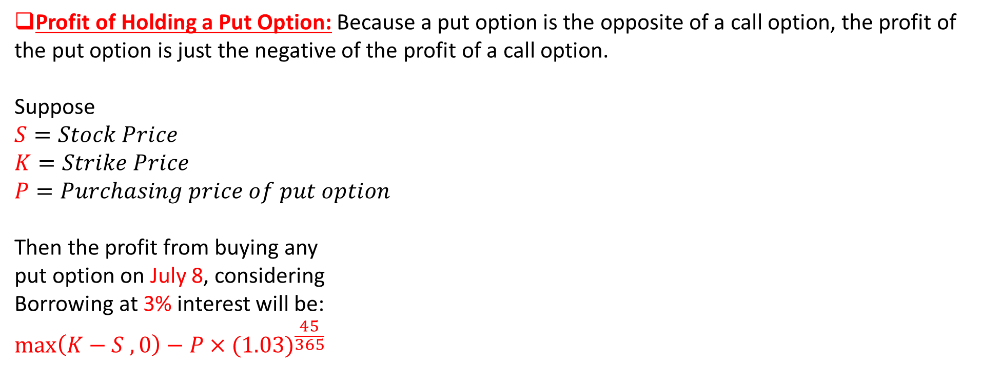 ❑Profit of Holding a Put Option: Because a put option is the opposite of a call option, the profit of
the put option is just the negative of the profit of a call option.
Suppose
S = Stock Price
K = Strike Price
P = Purchasing price of put option
Then the profit from buying any
put option on July 8, considering
Borrowing at 3% interest will be:
max(K − S , 0) − P × (1.03)^(45/365)